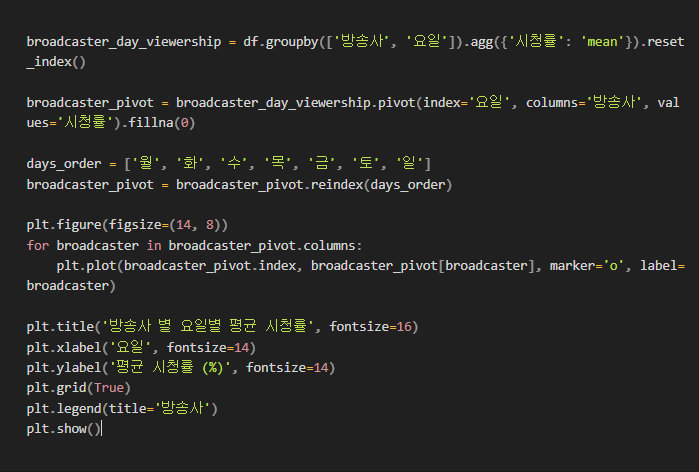 broadcaster_day_viewership = df.groupby(['방송사', '요일']).agg({'시청률': 'mean'}).reset
_index()
broadcaster_pivot = broadcaster_day_viewership.pivot(index='요일', columns='방송사', val
ues='시청률').fillna(0)
days_order = ['월', '화', '수', '목', '금', '토', '일']
broadcaster_pivot = broadcaster_pivot.reindex(days_order)
plt.figure(figsize=(14, 8))
for broadcaster in broadcaster_pivot.columns:
    plt.plot(broadcaster_pivot.index, broadcaster_pivot[broadcaster], marker='o', label=
broadcaster)
plt.title('방송사 별 요일별 평균 시청률', fontsize=16)
plt.xlabel('요일', fontsize=14)
plt.ylabel('평균 시청률 (%)', fontsize=14)
plt.grid(True)
plt.legend(title='방송사')
plt.show()